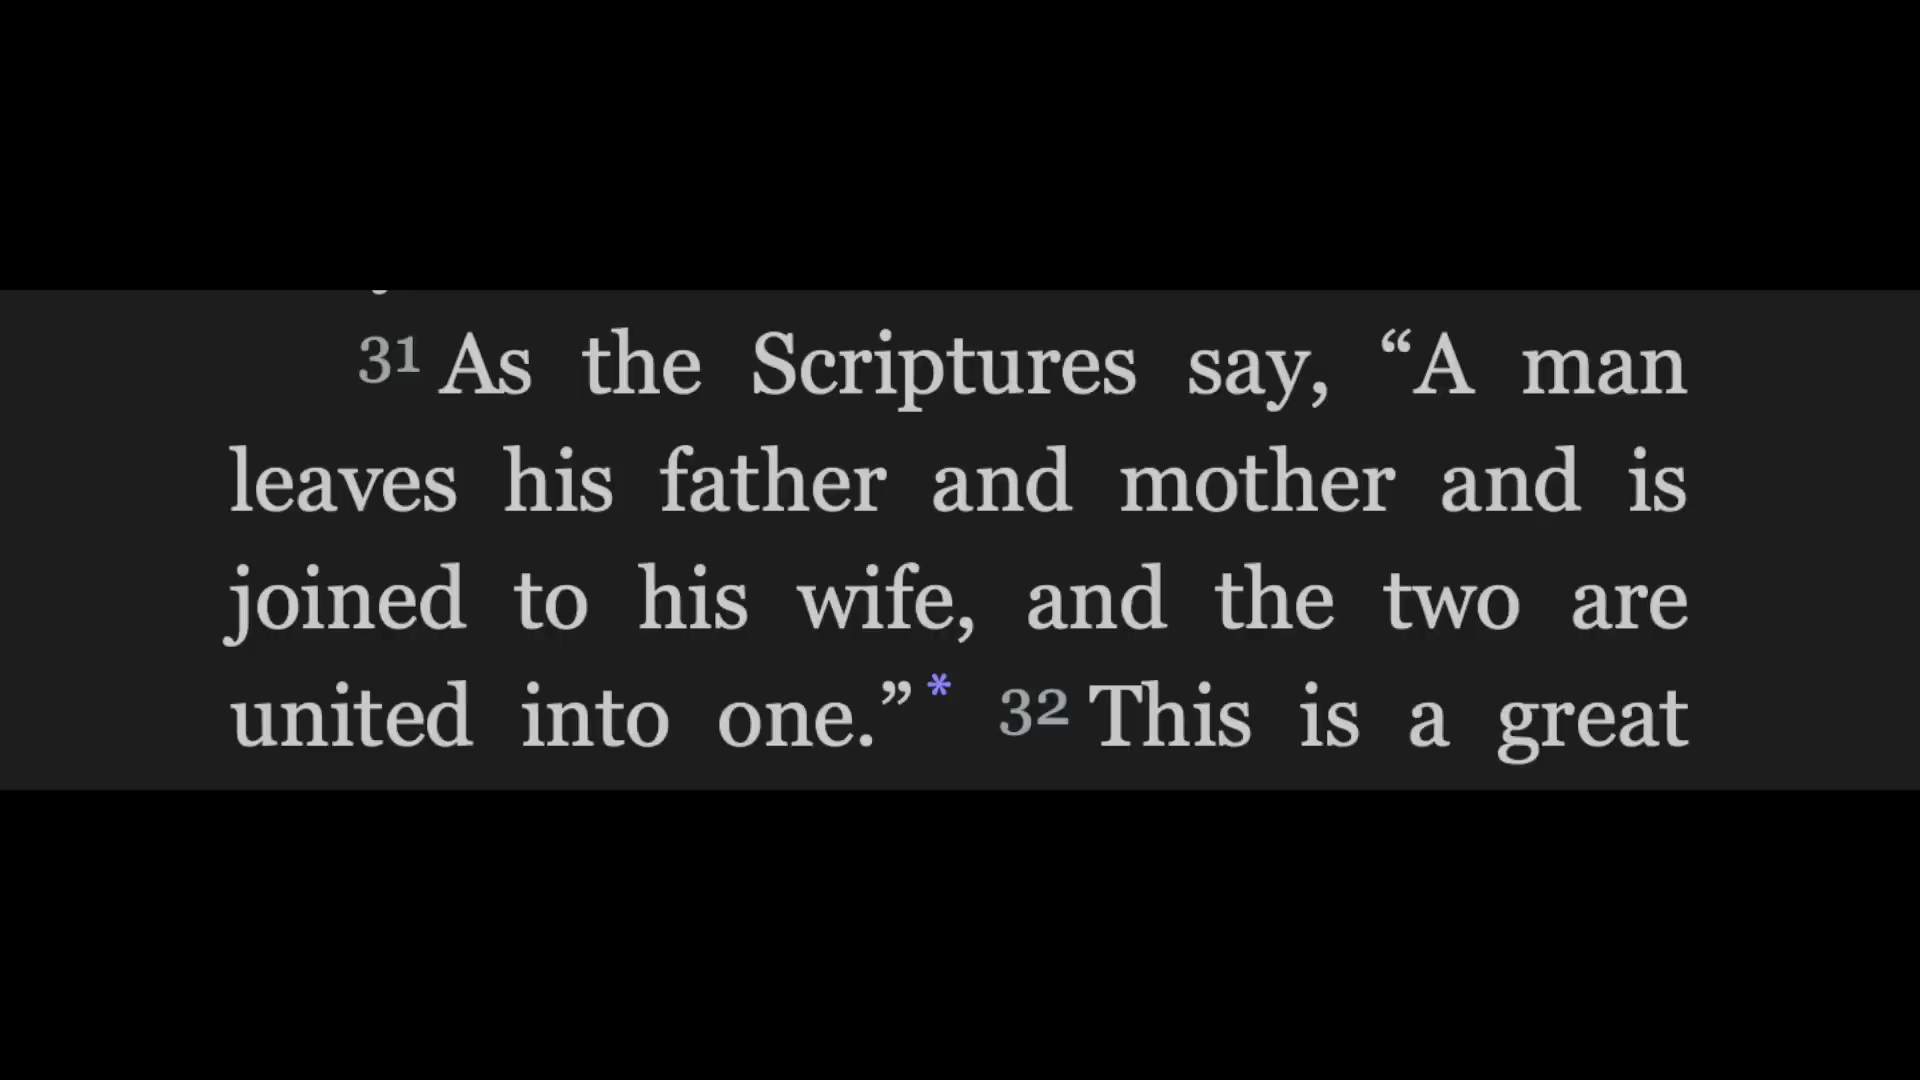 31 As the Scriptures say, “A man
leaves his father and mother and is
joined to his wife, and the two are
united into one.”* 32 This is a great